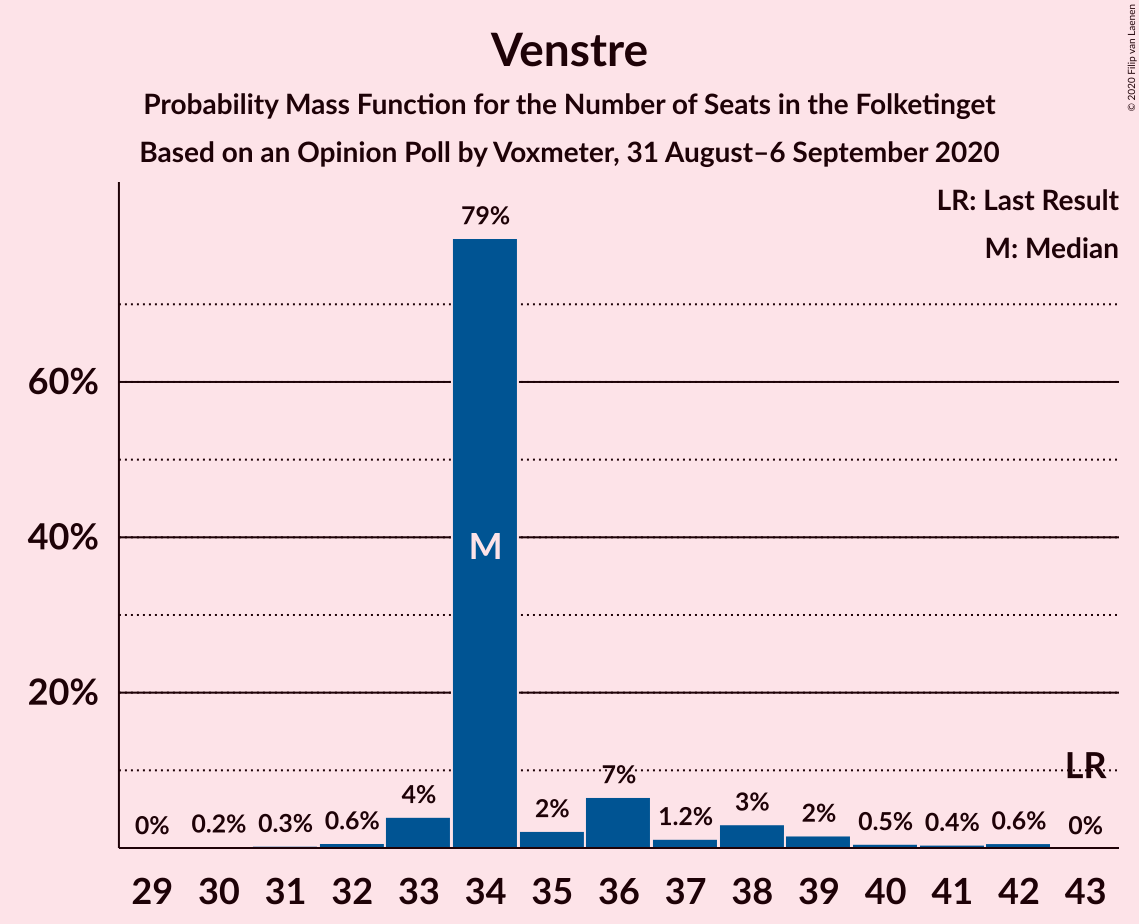 Venstre
Probability Mass Function for the Number of Seats in the Folketinget
Based on an Opinion Poll by Voxmeter, 31 August–6 September 2020
© 2020 Filip van Laenen
LR: Last Result
M: Median
79%
60%
40%
M
20%
LR
0% 0.2% 0.3% 0.6% 4% 2% 7% 1.2% 3% 2% 0.5% 0.4% 0.6% 0%
29 30 31 32 33 34 35 36 37 38 39 40 41 42 43